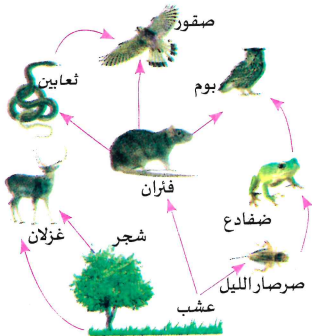 صقور
ثعابين
بوم
فئران
ضفادع
غزلان
شجر
صرصار الليل
عشب